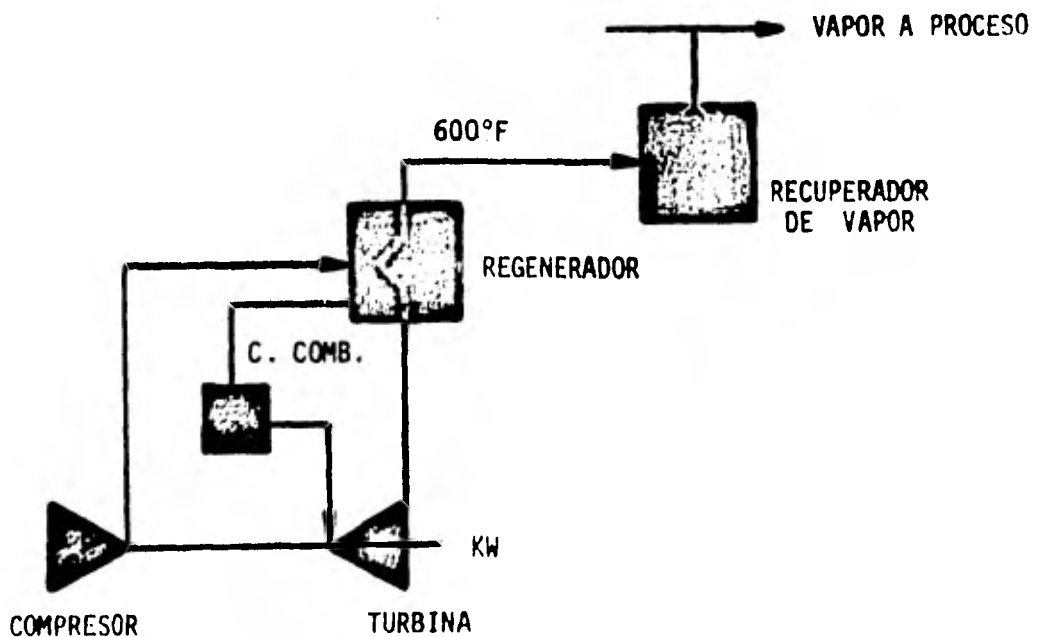 VAPOR A PROCESO
600°F
RECUPERADOR
DE VAPOR
REGENERADOR
C. COMB.
KW
COMPRESOR
TURBINA